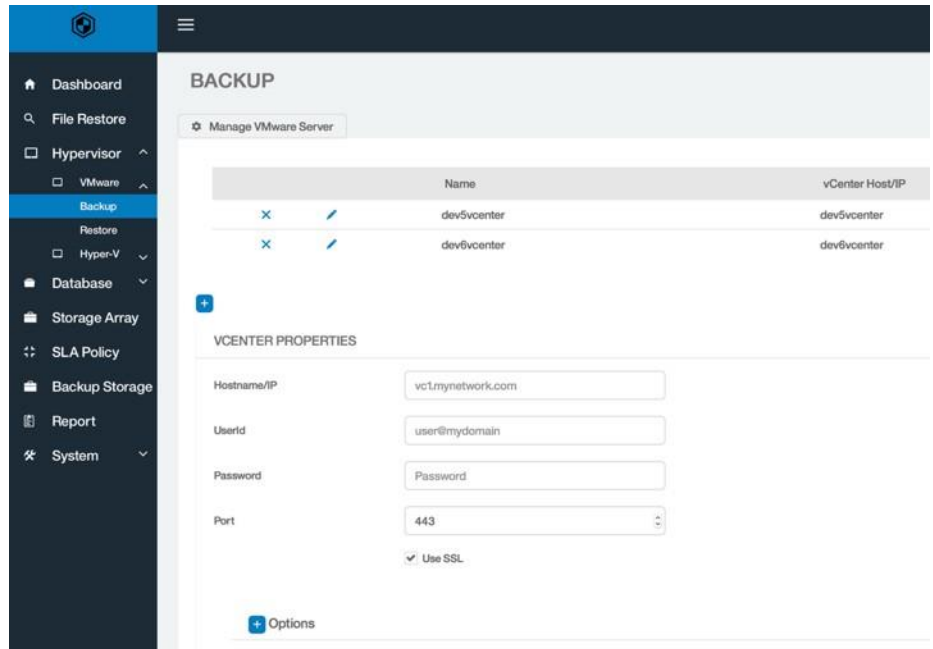 Dashboard
File Restore
Hypervisor
VMware
Backup
Restore
Hyper-V
Database
Storage Array
SLA Policy
Backup Storage
Report
System
BACKUP
Manage VMware Server
Name vCenter Host/IP
dev5vcenter dev5vcenter
dev6vcenter dev6vcenter
VCENTER PROPERTIES
Hostname/IP vc1.mynetwork.com
UserId user@mydomain
Password Password
Port 443
Use SSL
Options